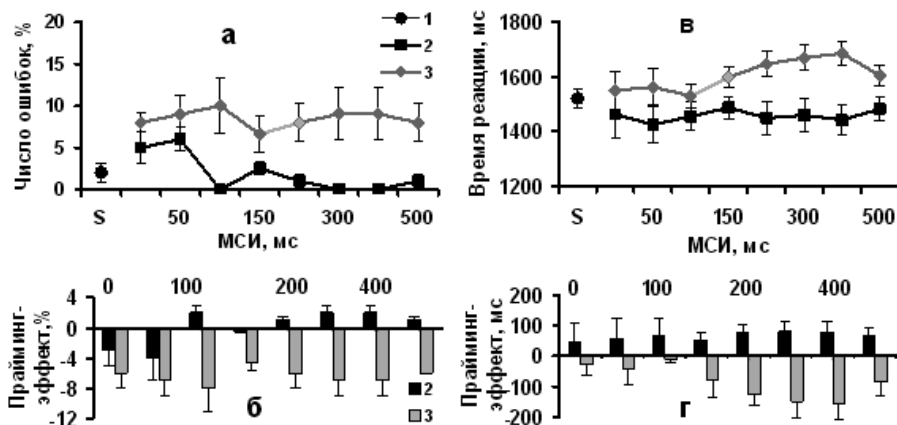 Число ошибок, %
20
15
10
5
0
а
1
2
3
S 50 150 300 500
МСИ, мс
Время реакции, мс
1800
1600
1400
1200
в
S 50 150 300 500
МСИ, мс
Прайминг-
эффект,%
0 100 200 400
4
0
-4
-8
-12
б
2
3
Прайминг-
эффект, мс
0 100 200 400
200
100
0
-100
-200
г